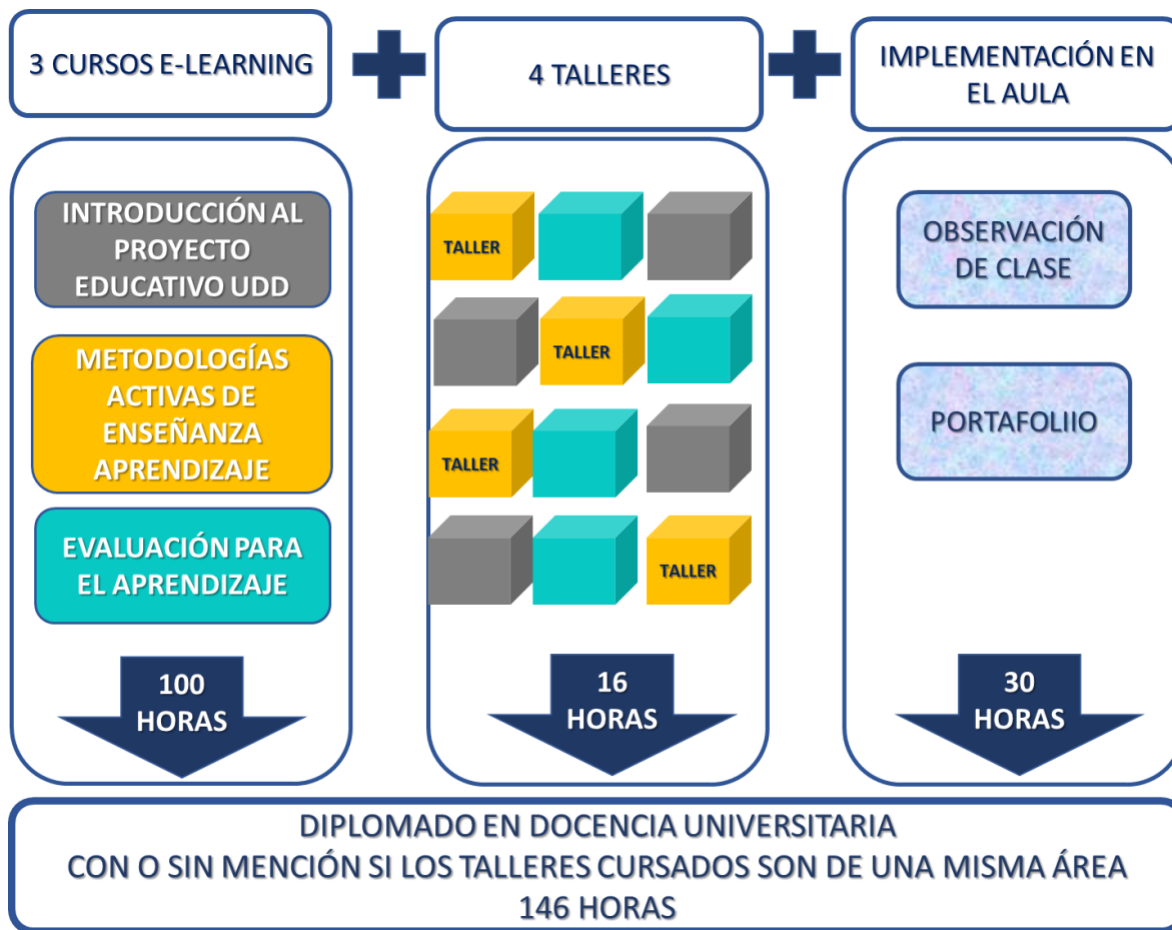 3 CURSOS E-LEARNING
4 TALLERES
IMPLEMENTACIÓN EN
EL AULA
INTRODUCCIÓN AL
PROYECTO
EDUCATIVO UDD
METODOLOGÍAS
ACTIVAS DE
ENSEÑANZA
APRENDIZAJE
EVALUACIÓN PARA
EL APRENDIZAJE
100
HORAS
TALLER
TALLER
TALLER
TALLER
16
HORAS
OBSERVACIÓN
DE CLASE
PORTAFOLIIO
30
HORAS
DIPLOMADO EN DOCENCIA UNIVERSITARIA
CON O SIN MENCIÓN SI LOS TALLERES CURSADOS SON DE UNA MISMA ÁREA
146 HORAS